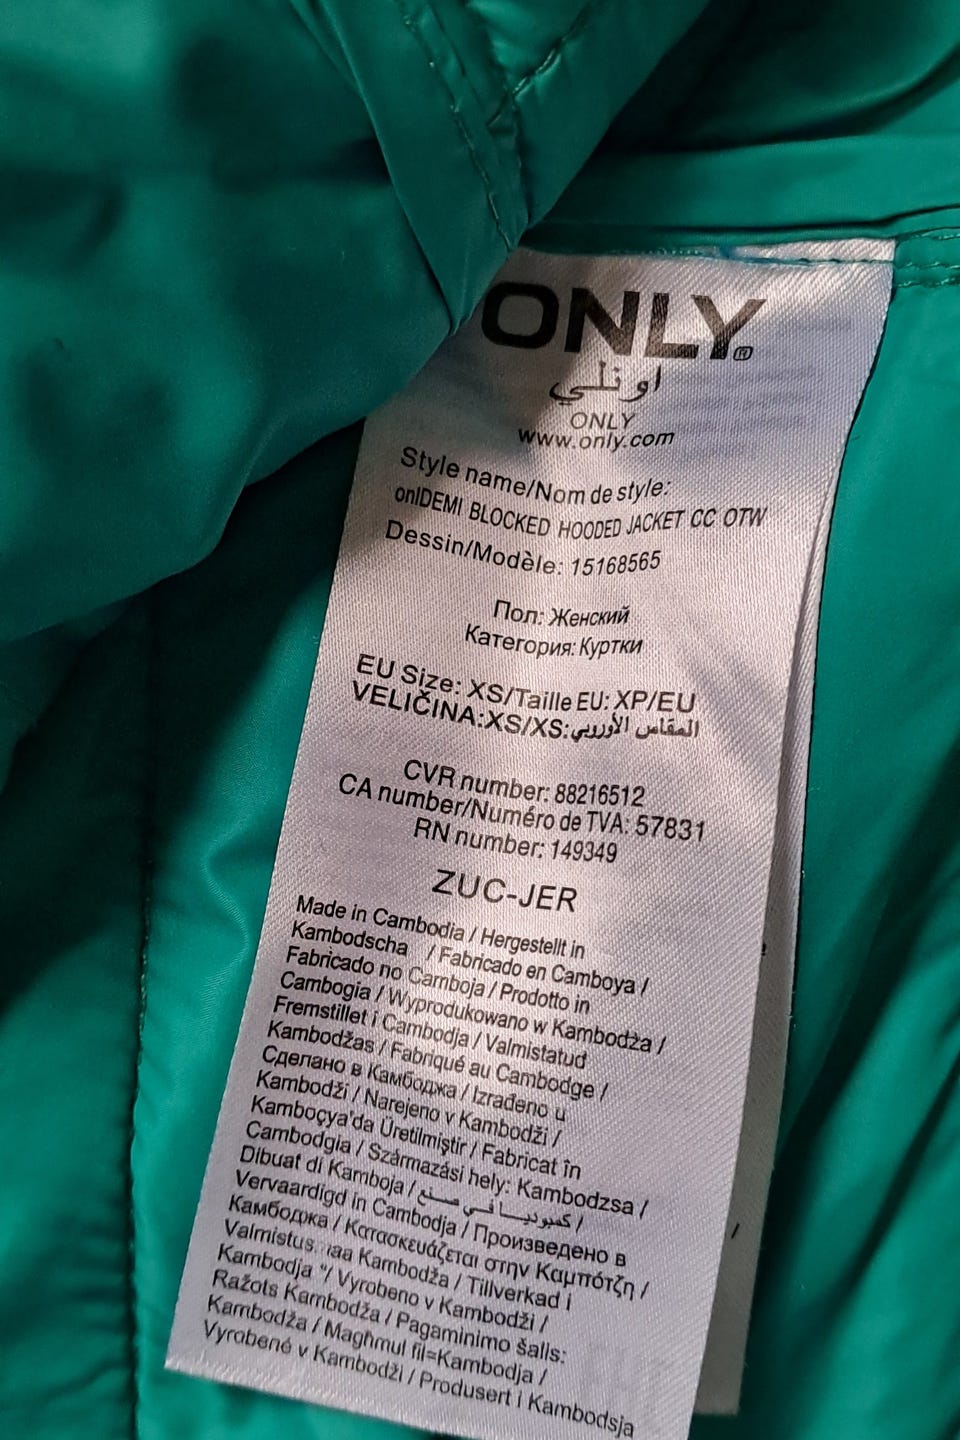 ONLY®
اونلي
ONLY
www.only.com
Style name/Nom de style:
onlDEMI BLOCKED HOODED JACKET CC OTW
Dessin/Modèle: 15168565
Пол: Женский
Категория: Куртки
EU Size: XS/Taille EU: XP/EU
VELIČINA:XS/XS:المقاس الأوروبي
CVR number: 88216512
CA number/Numéro de TVA: 57831
RN number: 149349
ZUC-JER
Made in Cambodia / Hergestellt in
Kambodscha / Fabricado en Camboya /
Fabricado no Camboja / Prodotto in
Cambogia / Wyprodukowano w Kambodża /
Fremstillet i Cambodja / Valmistatud
Kambodžas / Fabriqué au Cambodge /
Сделано в Камбоджа / Izrađeno u
Kambodži / Narejeno v Kambodži /
Kamboçya'da Üretilmiştir / Fabricat în
Cambodgia / Származási hely: Kambodzsa /
Dibuat di Kamboja / كمبوديا في صنع /
Vervaardigd in Cambodja / Произведено в
Камбоджа / Κατασκευάζεται στην Καμπότζη /
Kambodža / Tillverkad i
Kambodja / Vyrobeno v Kambodži /
Ražots Kambodža / Pagaminimo šalis:
Kambodža / Magħmul fil=Kambodja /
Vyrobené v Kambodži / Produsert i Kambodsja